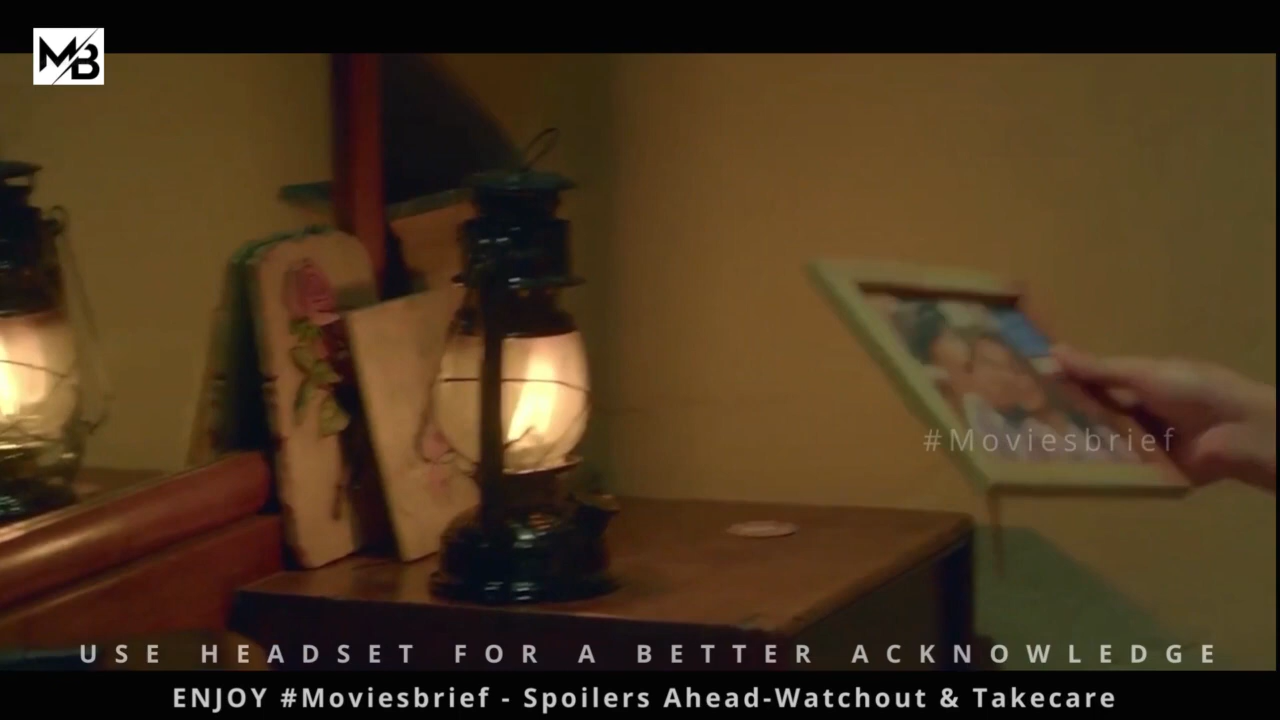 MB
#Moviesbrief
USE HEADSET FOR A BETTER ACKNOWLEDGE
ENJOY #Moviesbrief - Spoilers Ahead-Watchout & Takecare